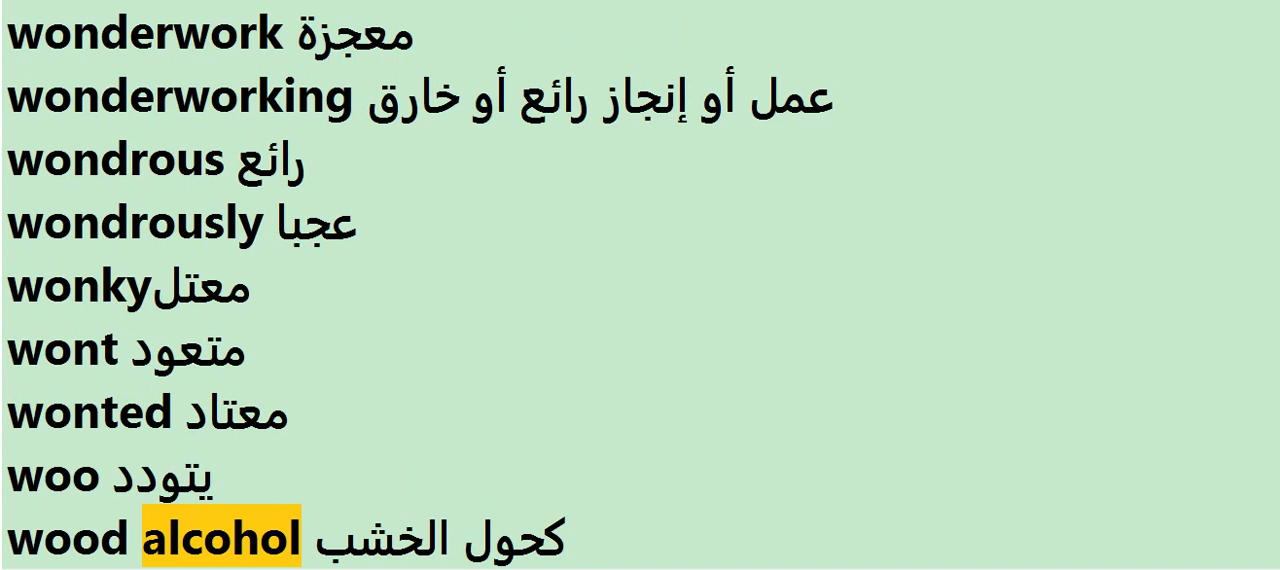 wonderwork معجزة
wonderworking عمل أو إنجاز رائع أو خارق
wondrous رائع
wondrously عجبا
wonkyمعتل
wont متعود
wonted معتاد
woo يتودد
wood alcohol كحول الخشب